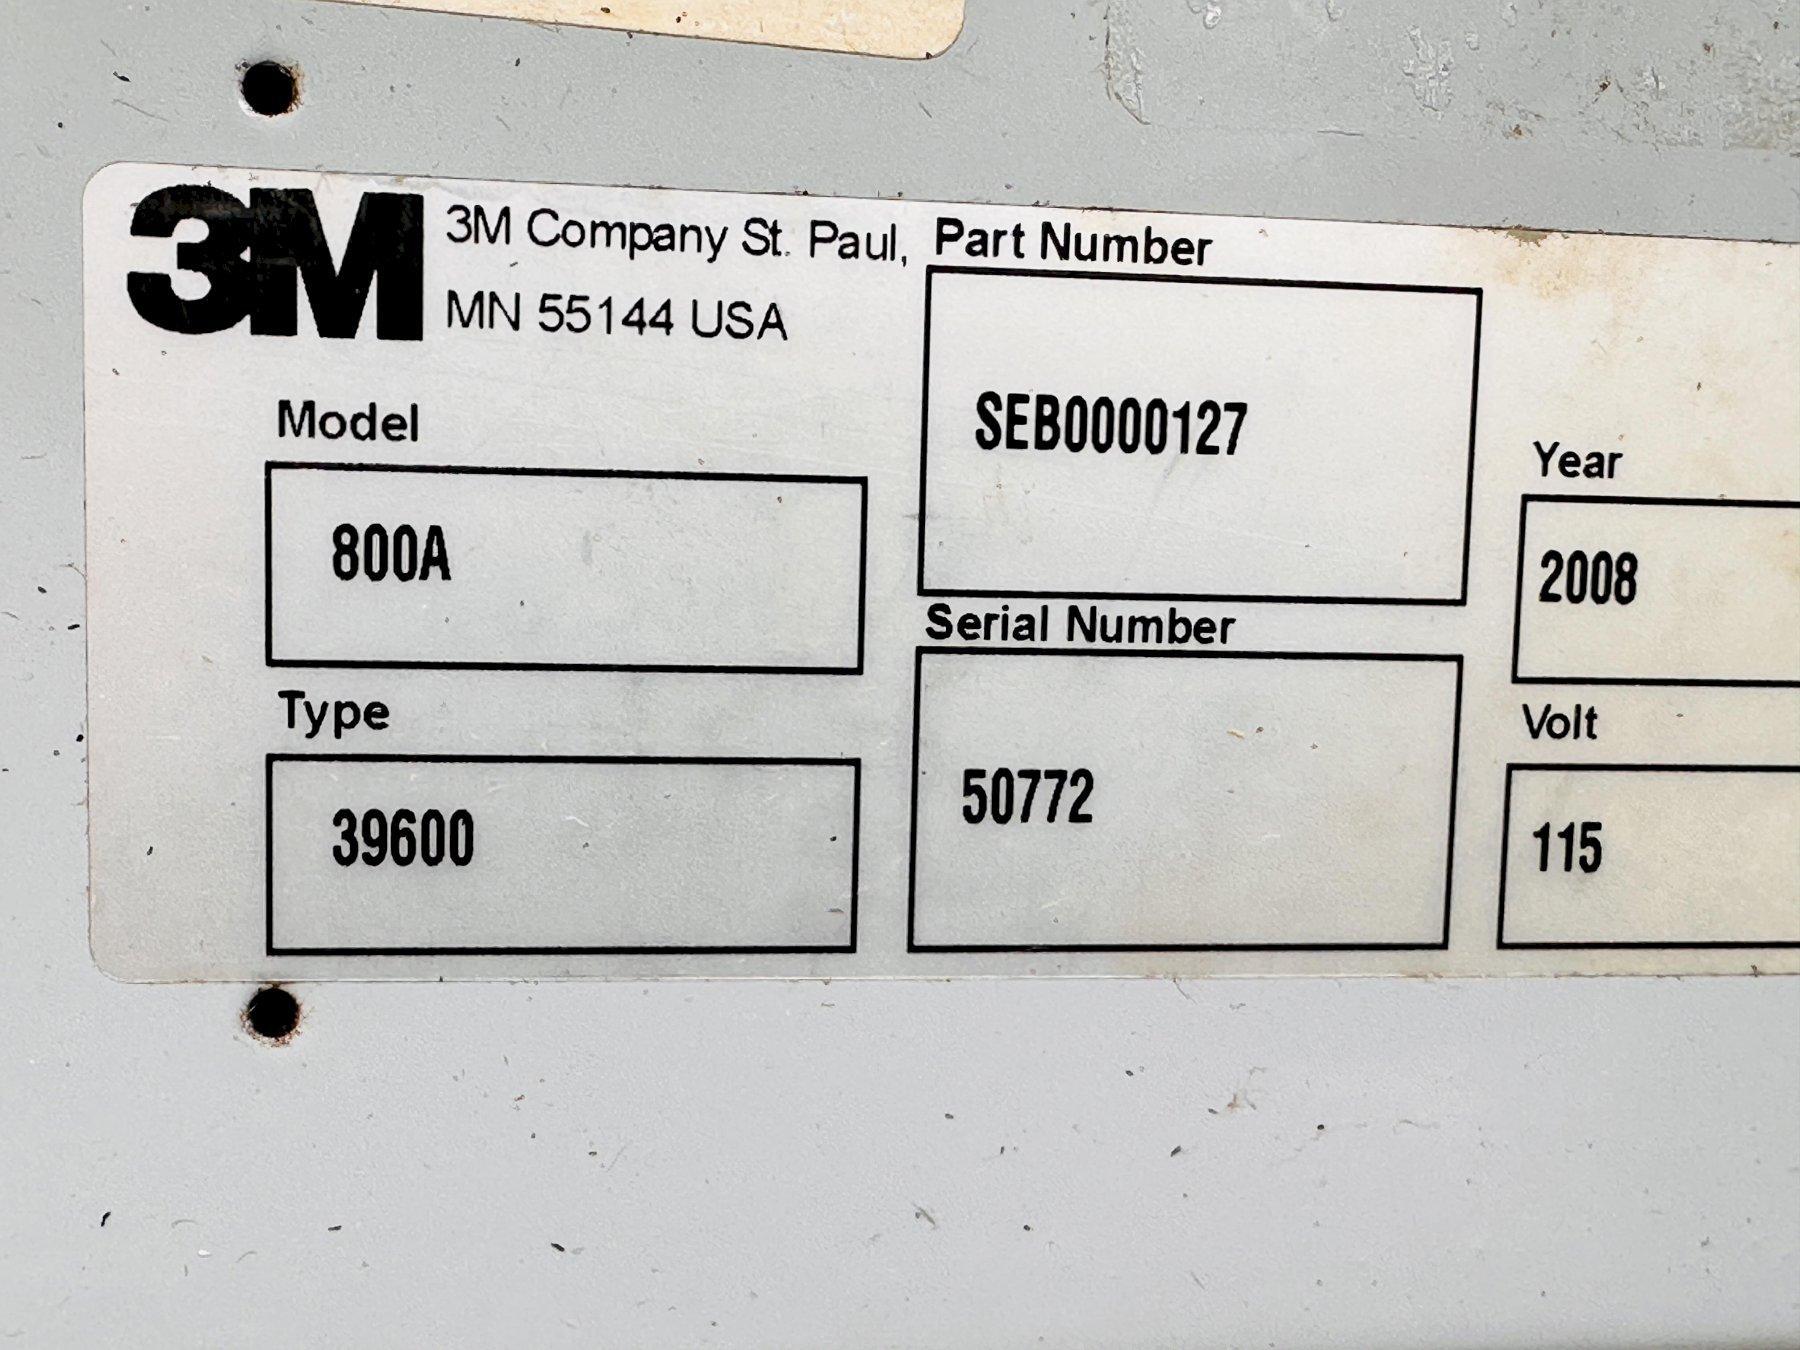 3M
3M Company St. Paul,
MN 55144 USA
Model
800A
Type
39600
Part Number
SEB0000127
Serial Number
50772
Year
2008
Volt
115